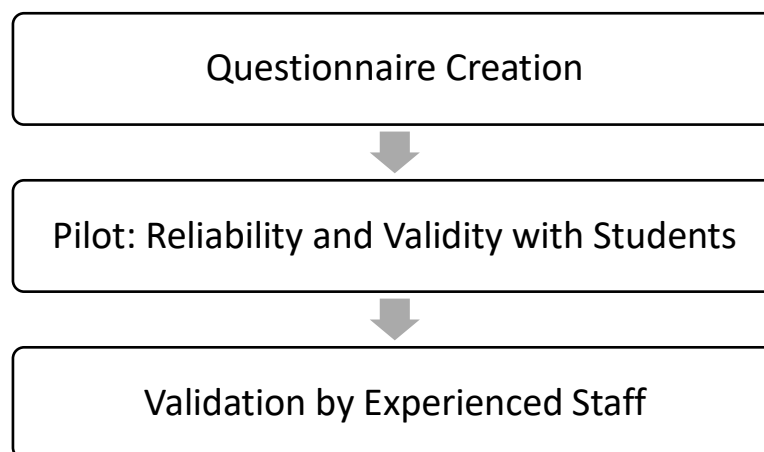 Questionnaire Creation
Pilot: Reliability and Validity with Students
Validation by Experienced Staff